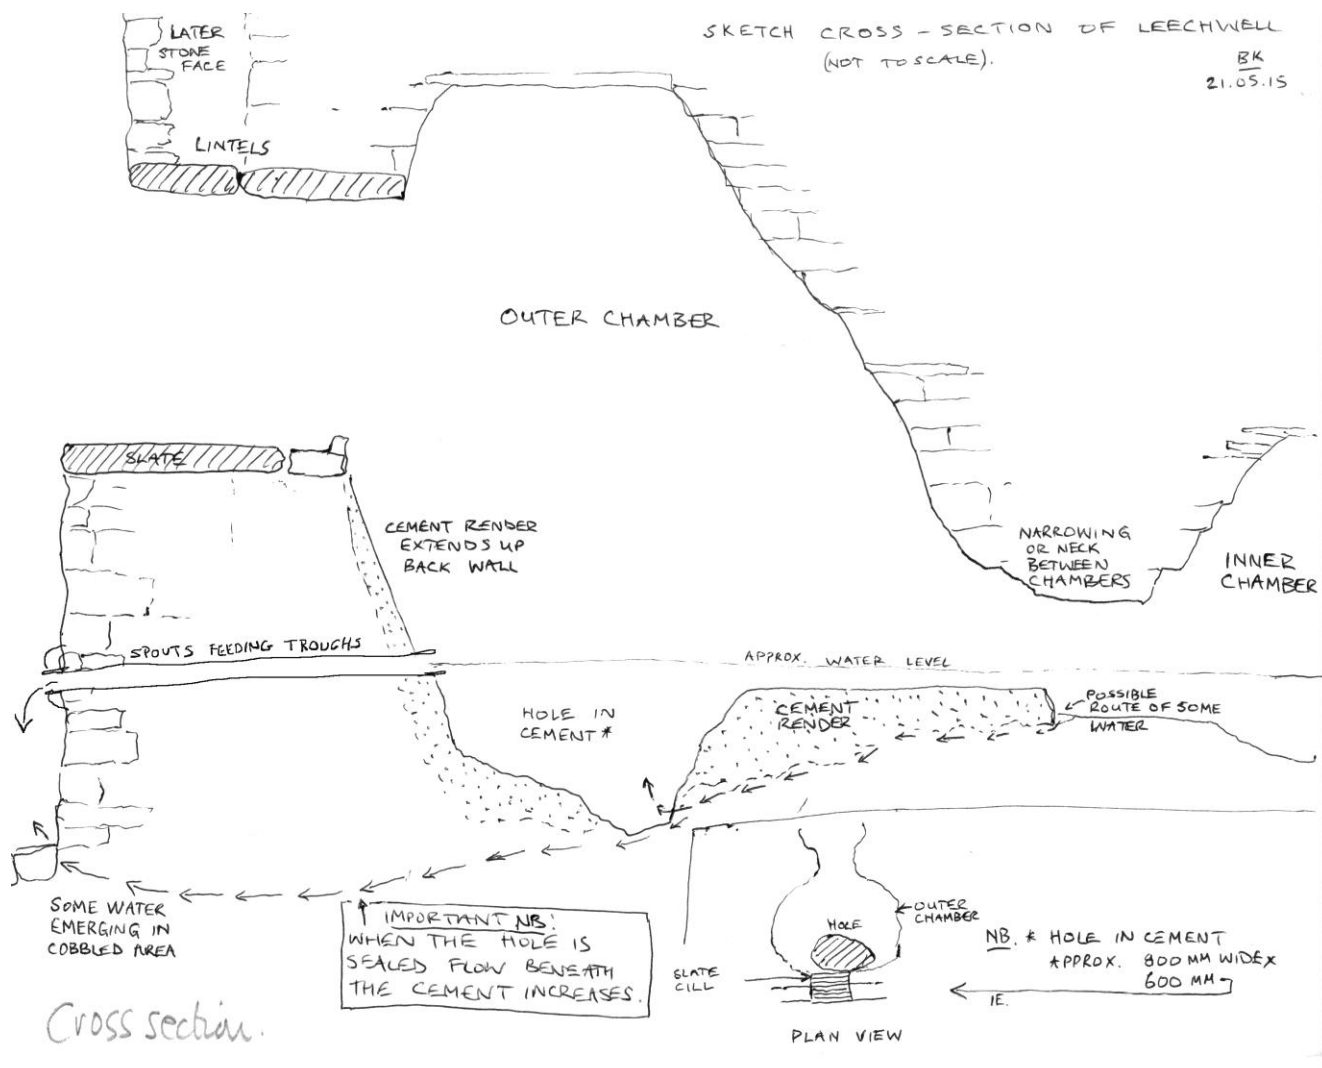 SKETCH CROSS-SECTION OF LEECHWELL
(NOT TO SCALE).
BK
21.05.15
LATER
STONE
FACE
LINTELS
OUTER CHAMBER
SLATE
CEMENT RENDER
EXTENDS UP
BACK WALL
NARROWING
OR NECK
BETWEEN
CHAMBERS
INNER
CHAMBER
SPOUTS FEEDING TROUGHS
APPROX. WATER LEVEL
HOLE IN
CEMENT*
CEMENT
RENDER
POSSIBLE
ROUTE OF SOME
WATER
SOME WATER
EMERGING IN
COBBLED AREA
IMPORTANT NB!
WHEN THE HOLE IS
SEALED FLOW BENEATH
THE CEMENT INCREASES.
SLATE
CILL
HOLE
OUTER
CHAMBER
PLAN VIEW
NB. * HOLE IN CEMENT
APPROX. 800 MM WIDE X
600 MM
IE.
Cross section.